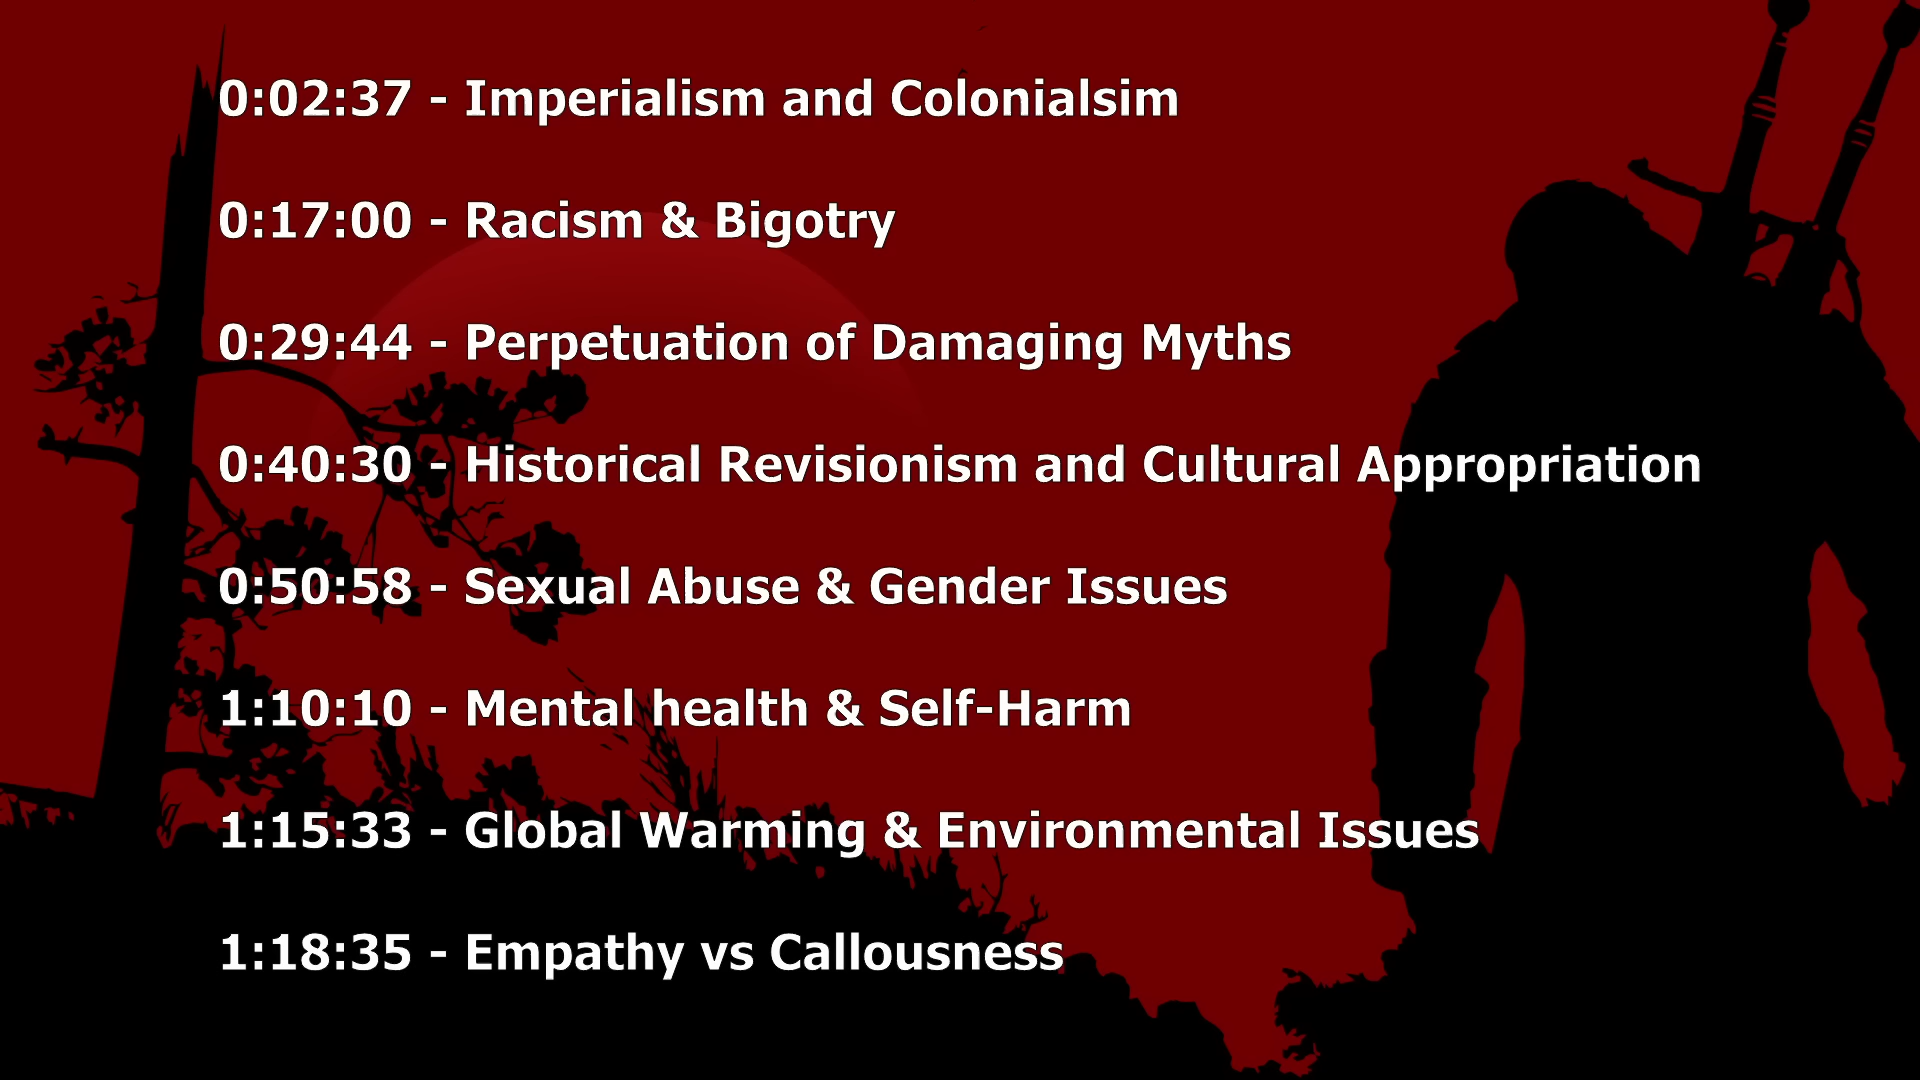 0:02:37 - Imperialism and Colonialsim
0:17:00 - Racism & Bigotry
0:29:44 - Perpetuation of Damaging Myths
0:40:30 - Historical Revisionism and Cultural Appropriation
0:50:58 - Sexual Abuse & Gender Issues
1:10:10 - Mental health & Self-Harm
1:15:33 - Global Warming & Environmental Issues
1:18:35 - Empathy vs Callousness